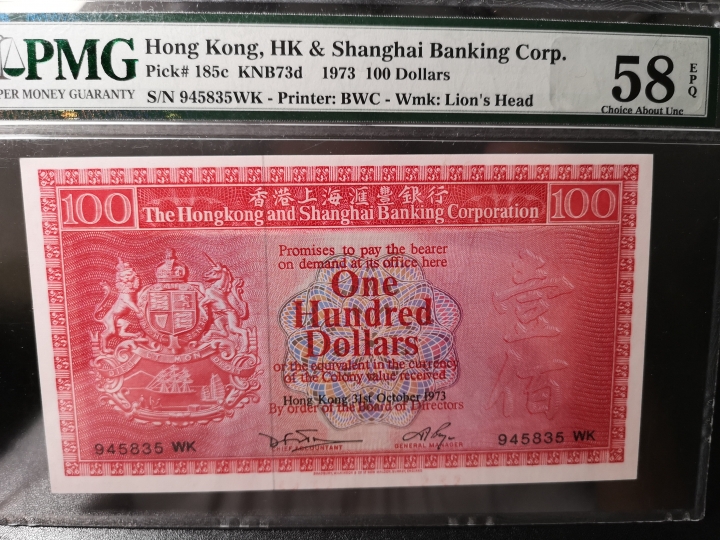 PMG
PER MONEY GUARANTY
Hong Kong, HK & Shanghai Banking Corp.
Pick# 185c KNB73d 1973 100 Dollars
S/N 945835WK - Printer: BWC - Wmk: Lion's Head
58 EPQ
Choice About Unc
香港上海滙豐銀行
100 The Hongkong and Shanghai Banking Corporation 100
Promises to pay the bearer
on demand at its office here
One
Hundred
Dollars
or the equivalent in the currency
of the Colony value received
Hong Kong 31st October 1973
By order of the Board of Directors
壹佰
945835 WK
CHIEF ACCOUNTANT
GENERAL MANAGER
945835 WK